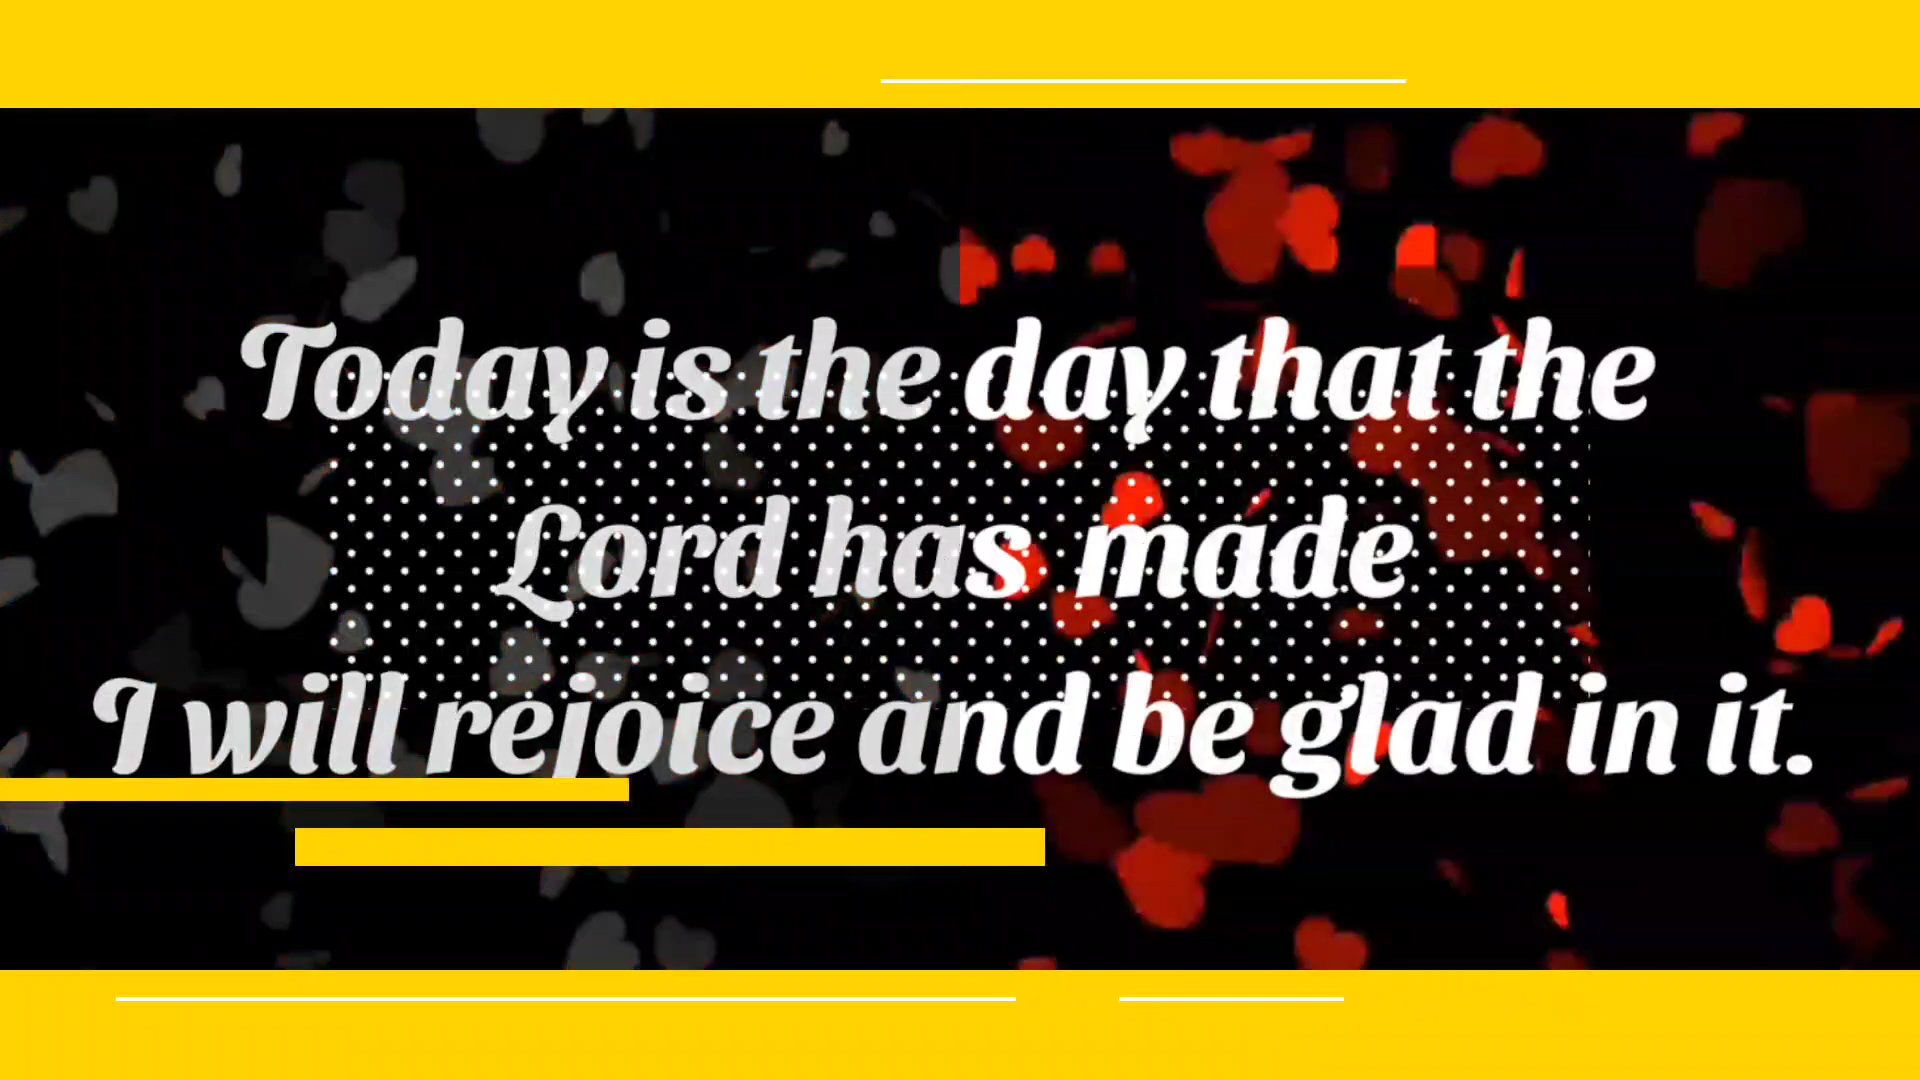 Today is the day that the
Lord has made
I will rejoice and be glad in it.